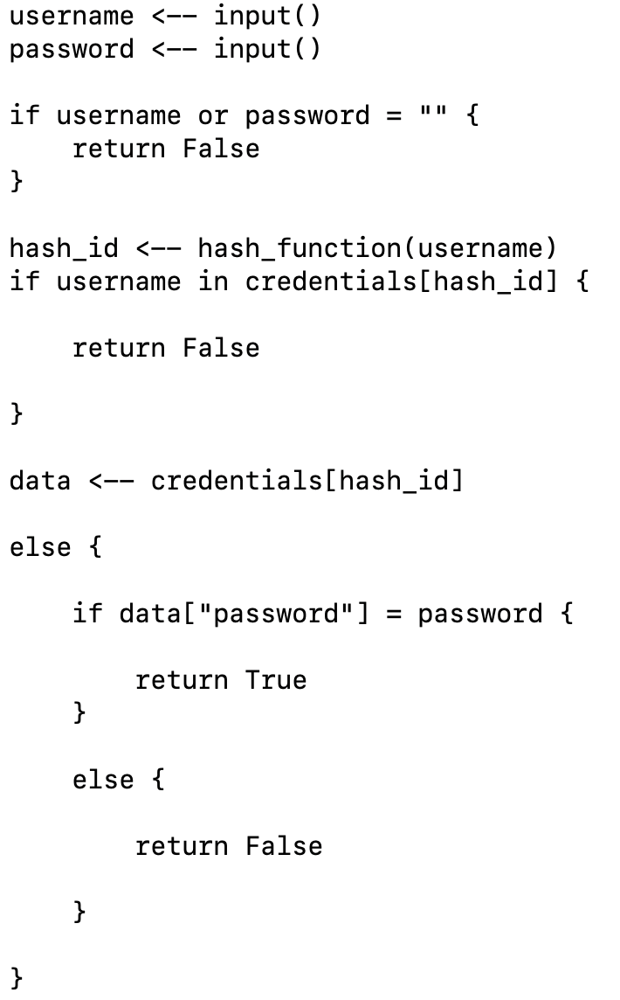 username <-- input()
password <-- input()
if username or password = "" {
return False
}
hash_id <-- hash_function(username)
if username in credentials[hash_id] {
return False
}
data <-- credentials[hash_id]
else {
if data["password"] = password {
return True
}
else {
return False
}
}